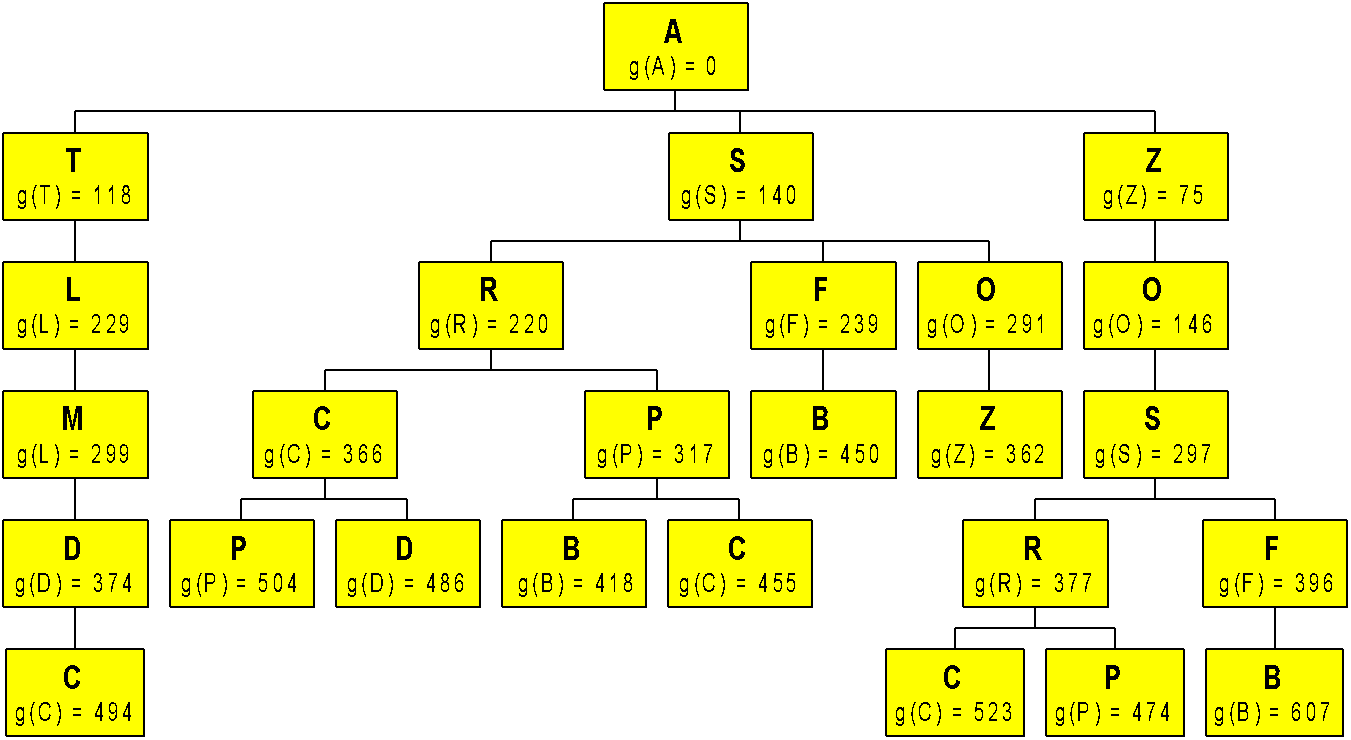 A
g(A) = 0
T
g(T) = 118
S
g(S) = 140
Z
g(Z) = 75
L
g(L) = 229
R
g(R) = 220
F
g(F) = 239
O
g(O) = 291
O
g(O) = 146
M
g(L) = 299
C
g(C) = 366
P
g(P) = 317
B
g(B) = 450
Z
g(Z) = 362
S
g(S) = 297
D
g(D) = 374
P
g(P) = 504
D
g(D) = 486
B
g(B) = 418
C
g(C) = 455
R
g(R) = 377
F
g(F) = 396
C
g(C) = 494
C
g(C) = 523
P
g(P) = 474
B
g(B) = 607